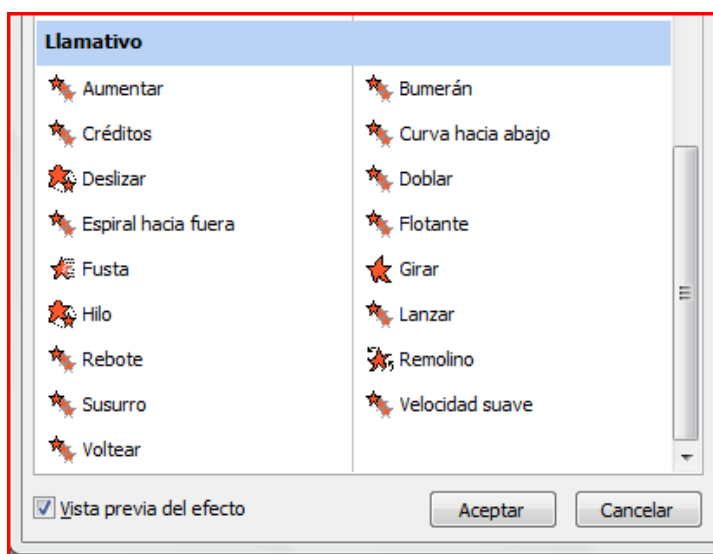 Llamativo
Aumentar
Bumerán
Créditos
Curva hacia abajo
Deslizar
Doblar
Espiral hacia fuera
Flotante
Fusta
Girar
Hilo
Lanzar
Rebote
Remolino
Susurro
Velocidad suave
Voltear
Vista previa del efecto
Aceptar
Cancelar